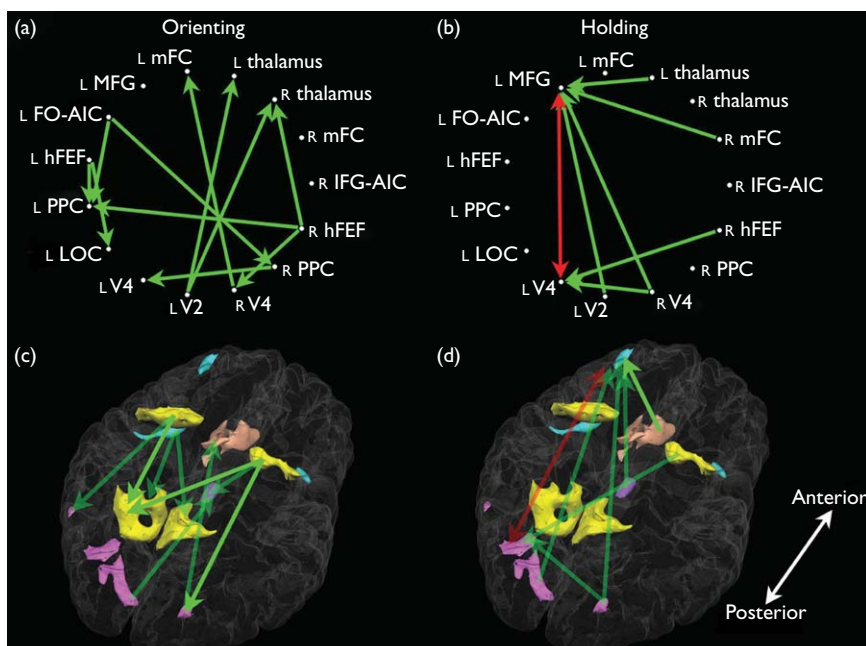 (a)
Orienting
L mFC
L thalamus
L MFG
R thalamus
L FO-AIC
R mFC
L hFEF
R IFG-AIC
L PPC
R hFEF
L LOC
R PPC
L V4
L V2
R V4
(b)
Holding
L mFC
L MFG
L thalamus
R thalamus
L FO-AIC
R mFC
L hFEF
R IFG-AIC
L PPC
R hFEF
L LOC
R PPC
L V4
L V2
R V4
(c)
(d)
Anterior
Posterior